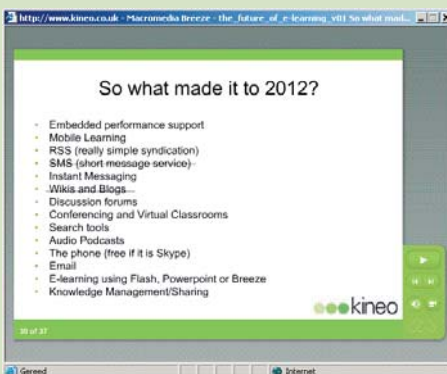 http://www.kineo.co.uk - Macromedia Breeze - the_future_of_e-learning_v01 So what mad...
So what made it to 2012?
Embedded performance support
Mobile Learning
RSS (really simple syndication)
SMS (short message service)
Instant Messaging
Wikis and Blogs
Discussion forums
Conferencing and Virtual Classrooms
Search tools
Audio Podcasts
The phone (free if it is Skype)
Email
E-learning using Flash, Powerpoint or Breeze
Knowledge Management/Sharing
kineo
of 37
Gereed
Internet